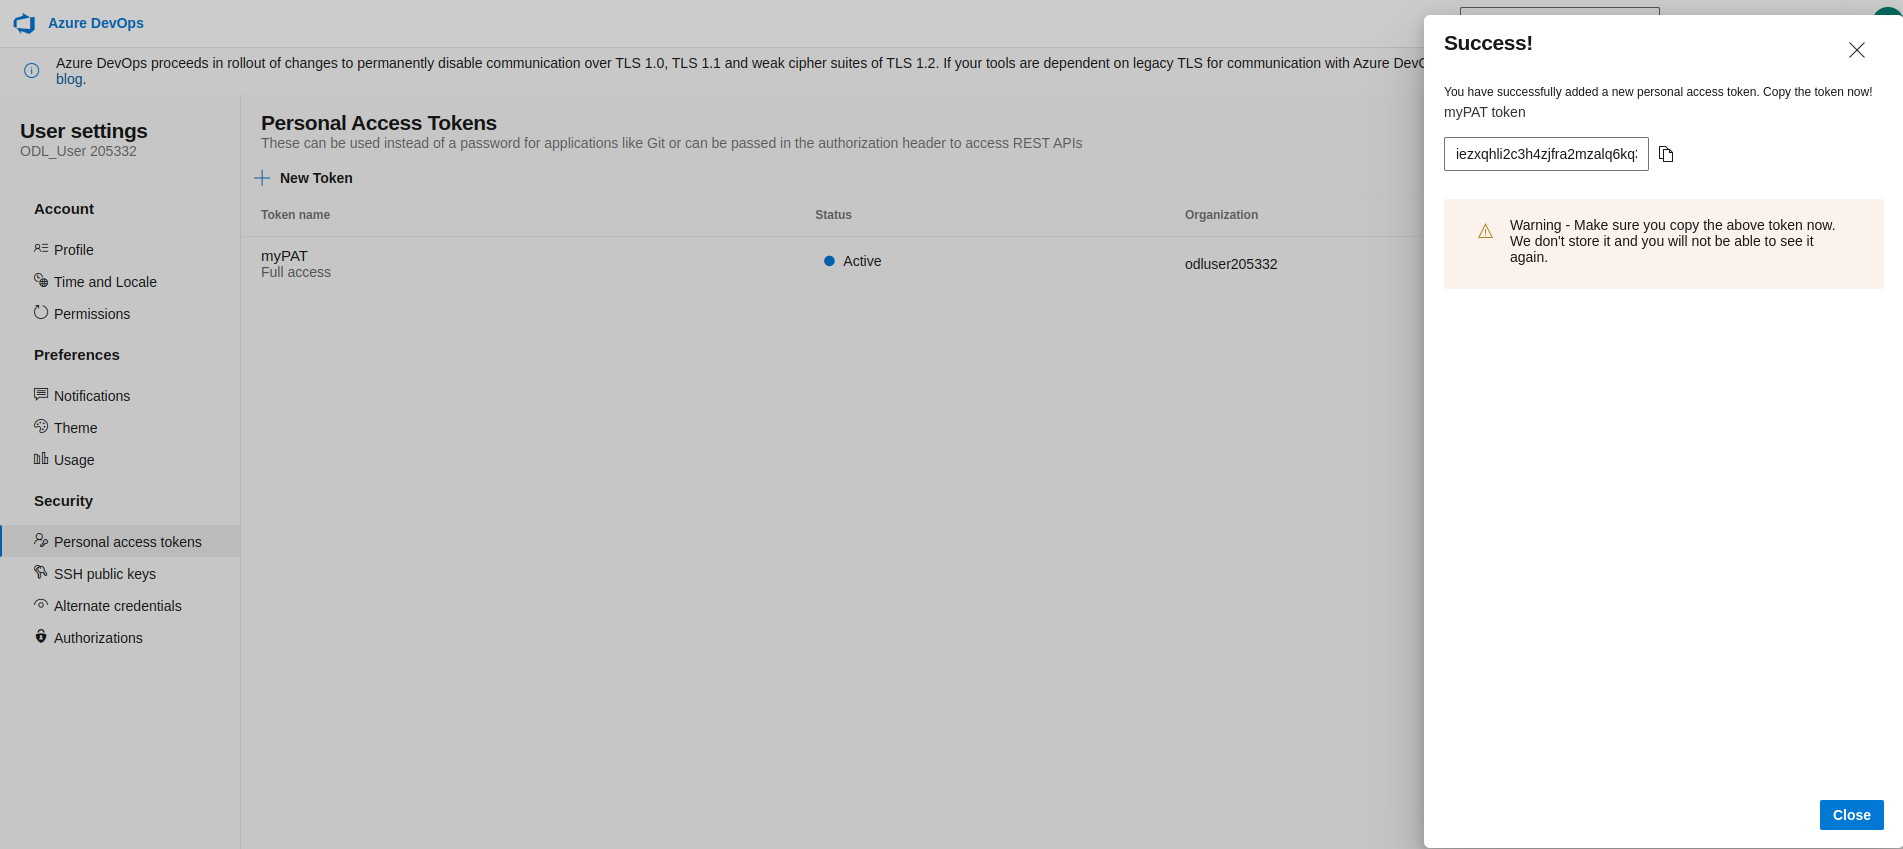 Azure DevOps
Azure DevOps proceeds in rollout of changes to permanently disable communication over TLS 1.0, TLS 1.1 and weak cipher suites of TLS 1.2. If your tools are dependent on legacy TLS for communication with Azure
blog.
User settings
ODL_User 205332
Account
Profile
Time and Locale
Permissions
Preferences
Notifications
Theme
Usage
Security
Personal access tokens
SSH public keys
Alternate credentials
Authorizations
Personal Access Tokens
These can be used instead of a password for applications like Git or can be passed in the authorization header to access REST APIs
New Token
Token name Status Organization
myPAT
Full access
Active
odluser205332
Success!
You have successfully added a new personal access token. Copy the token now!
myPAT token
iezxqhli2c3h4zjfra2mzalq6kq
Warning - Make sure you copy the above token now.
We don't store it and you will not be able to see it
again.
Close